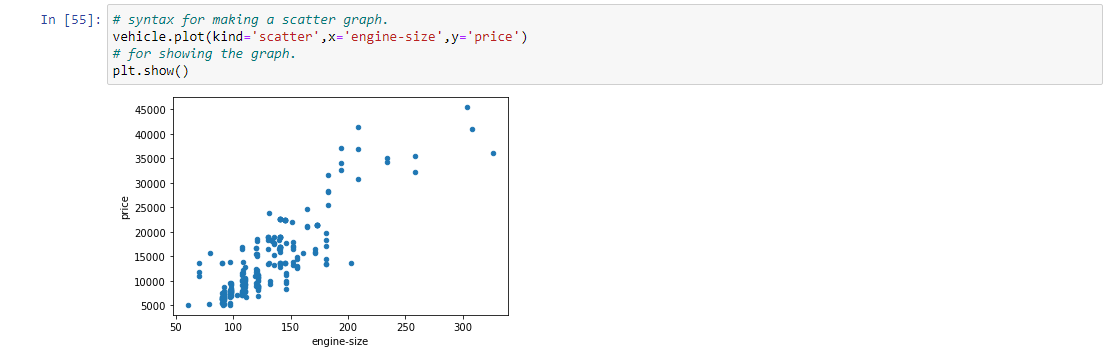 In [55]:
# syntax for making a scatter graph.
vehicle.plot(kind='scatter',x='engine-size',y='price')
# for showing the graph.
plt.show()
45000
40000
35000
30000
25000
20000
15000
10000
5000
price
50 100 150 200 250 300
engine-size